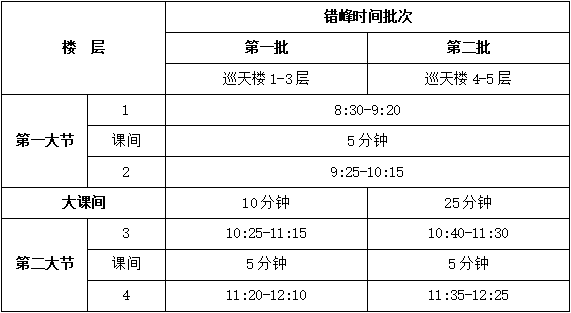 楼 层 错峰时间批次
第一批 第二批
巡天楼 1-3 层 巡天楼 4-5 层
第一大节 1 8:30-9:20
课间 5 分钟
2 9:25-10:15
大课间 10 分钟 25 分钟
第二大节 3 10:25-11:15 10:40-11:30
课间 5 分钟 5 分钟
4 11:20-12:10 11:35-12:25